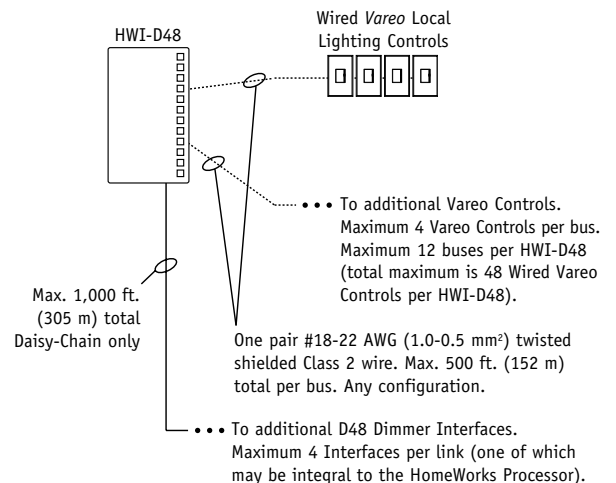 Wired Vareo Local
Lighting Controls
HWI-D48
• • • To additional Vareo Controls.
Maximum 4 Vareo Controls per bus.
Maximum 12 buses per HWI-D48
(total maximum is 48 Wired Vareo
Controls per HWI-D48).
Max. 1,000 ft.
(305 m) total
Daisy-Chain only
One pair #18-22 AWG (1.0-0.5 mm²) twisted
shielded Class 2 wire. Max. 500 ft. (152 m)
total per bus. Any configuration.
• • • To additional D48 Dimmer Interfaces.
Maximum 4 Interfaces per link (one of which
may be integral to the HomeWorks Processor).